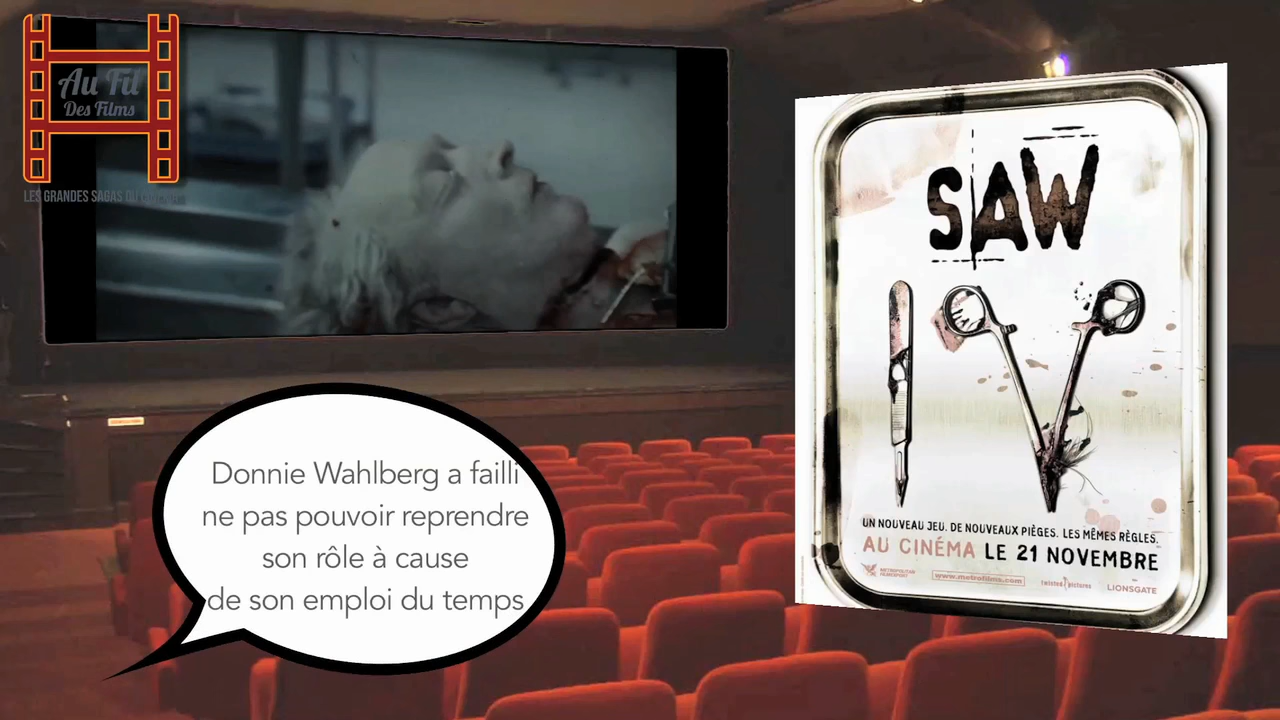 Au Fil
Des Films
LES GRANDES SAGAS DU CINÉMA
SAW
IV
UN NOUVEAU JEU. DE NOUVEAUX PIÈGES. LES MÊMES RÈGLES.
AU CINÉMA LE 21 NOVEMBRE
METROPOLITAN
FILMEXPORT
www.metrofilms.com
twisted pictures
LIONSGATE
Donnie Wahlberg a failli
ne pas pouvoir reprendre
son rôle à cause
de son emploi du temps